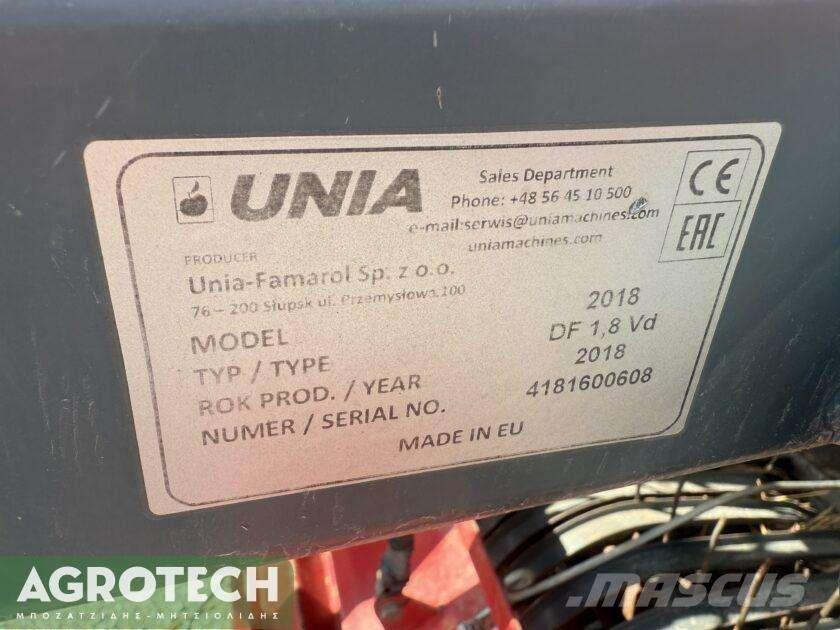 UNIA
Sales Department
Phone: +48 56 45 10 500
e-mail:serwis@uniamachines.com
uniamachines.com
CE
EAC
PRODUCER
Unia-Famarol Sp. z o.o.
76 – 200 Słupsk ul. Przemysłowa 100
MODEL 2018
TYP / TYPE DF 1,8 Vd
ROK PROD. / YEAR 2018
NUMER / SERIAL NO. 4181600608
MADE IN EU
AGROTECH
ΜΠΟΖΑΤΖΙΔΗΣ-ΜΗΤΣΙΟΛΙΔΗΣ
MASCUS